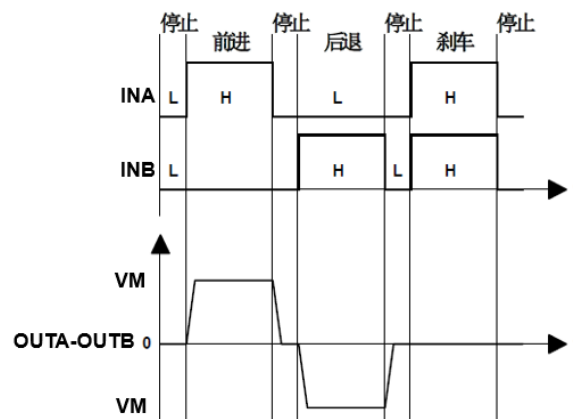 停止 前进 停止 后退 停止 刹车 停止
INA L H L H
INB L H L H
VM
OUTA-OUTB 0
VM